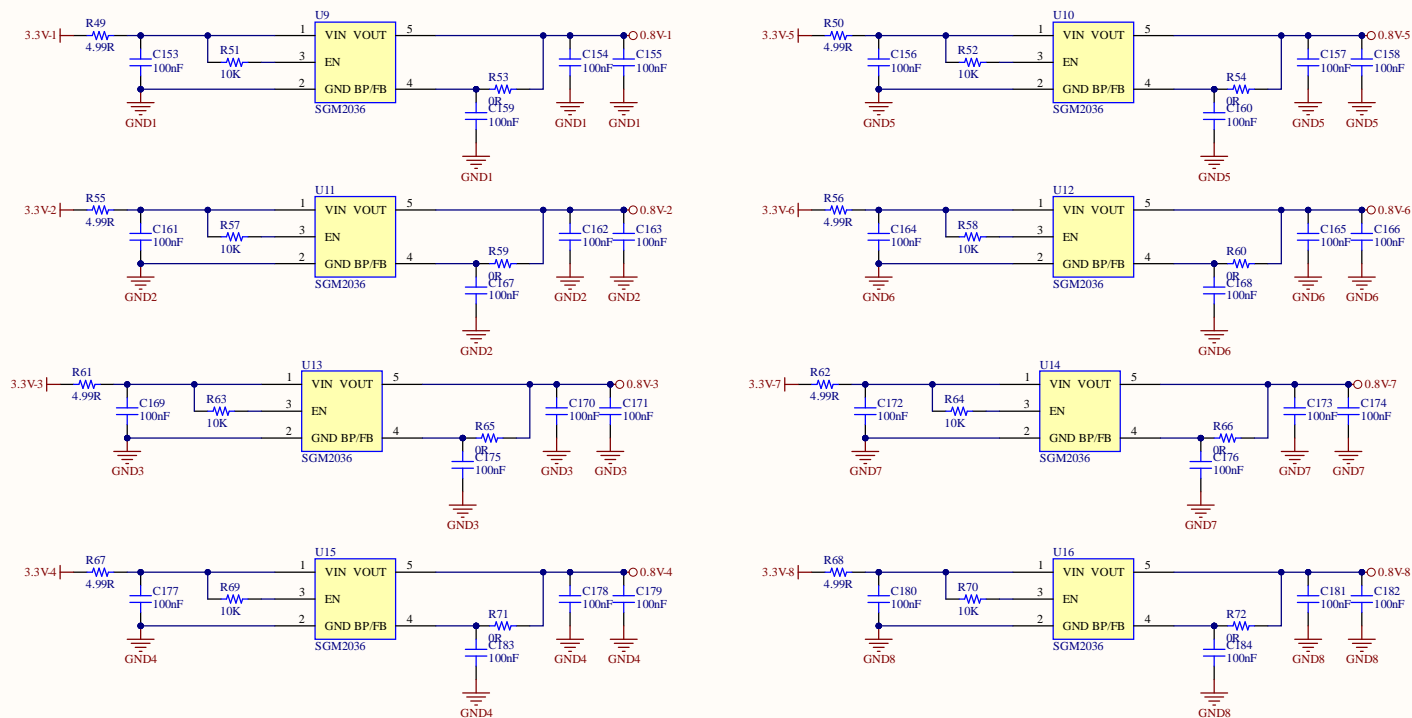 U9
R49
3.3V-1
4.99R
C153
100nF
R51
10K
1 VIN VOUT 5
3 EN
2 GND BP/FB 4
SGM2036
R53
0R
C159
100nF
C154
100nF
C155
100nF
0.8V-1
GND1
GND1
GND1
GND1
U10
R50
3.3V-5
4.99R
C156
100nF
R52
10K
1 VIN VOUT 5
3 EN
2 GND BP/FB 4
SGM2036
R54
0R
C160
100nF
C157
100nF
C158
100nF
0.8V-5
GND5
GND5
GND5
GND5
U11
R55
3.3V-2
4.99R
C161
100nF
R57
10K
1 VIN VOUT 5
3 EN
2 GND BP/FB 4
SGM2036
R59
0R
C167
100nF
C162
100nF
C163
100nF
0.8V-2
GND2
GND2
GND2
GND2
U12
R56
3.3V-6
4.99R
C164
100nF
R58
10K
1 VIN VOUT 5
3 EN
2 GND BP/FB 4
SGM2036
R60
0R
C168
100nF
C165
100nF
C166
100nF
0.8V-6
GND6
GND6
GND6
GND6
U13
R61
3.3V-3
4.99R
C169
100nF
R63
10K
1 VIN VOUT 5
3 EN
2 GND BP/FB 4
SGM2036
R65
0R
C175
100nF
C170
100nF
C171
100nF
0.8V-3
GND3
GND3
GND3
GND3
U14
R62
3.3V-7
4.99R
C172
100nF
R64
10K
1 VIN VOUT 5
3 EN
2 GND BP/FB 4
SGM2036
R66
0R
C176
100nF
C173
100nF
C174
100nF
0.8V-7
GND7
GND7
GND7
GND7
U15
R67
3.3V-4
4.99R
C177
100nF
R69
10K
1 VIN VOUT 5
3 EN
2 GND BP/FB 4
SGM2036
R71
0R
C183
100nF
C178
100nF
C179
100nF
0.8V-4
GND4
GND4
GND4
GND4
U16
R68
3.3V-8
4.99R
C180
100nF
R70
10K
1 VIN VOUT 5
3 EN
2 GND BP/FB 4
SGM2036
R72
0R
C184
100nF
C181
100nF
C182
100nF
0.8V-8
GND8
GND8
GND8
GND8